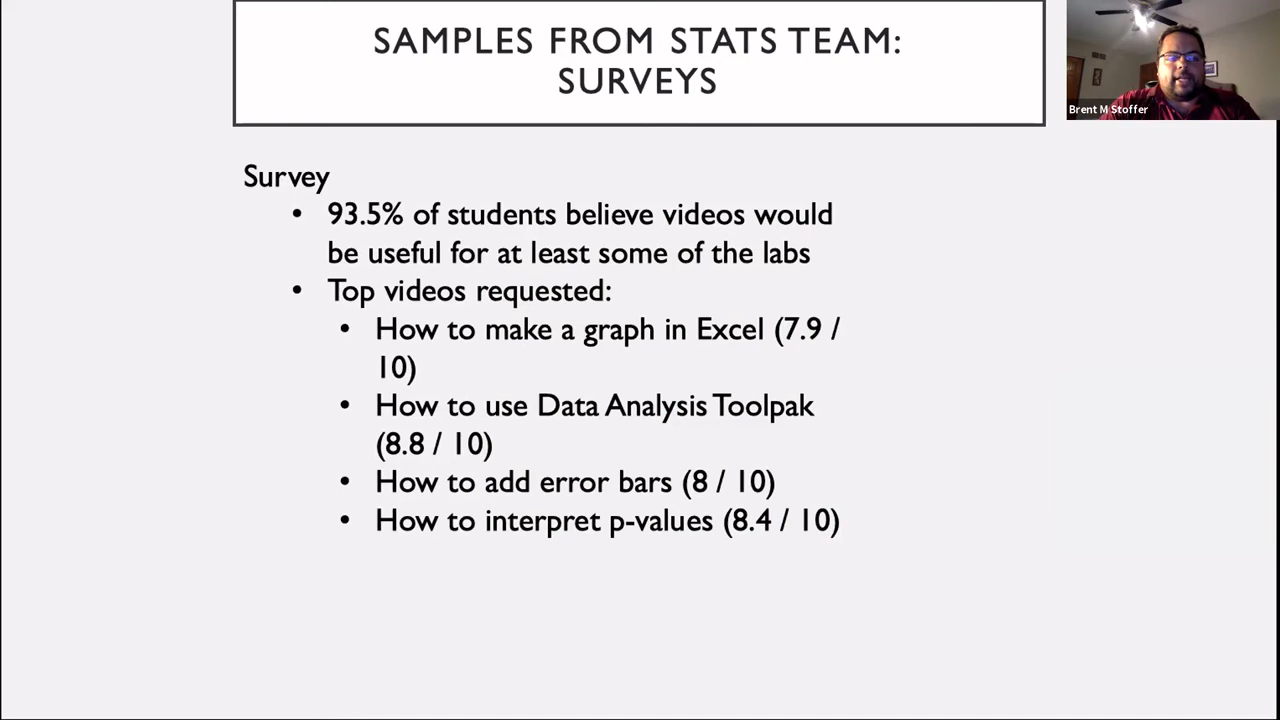 SAMPLES FROM STATS TEAM:
SURVEYS
Brent M Stoffer
Survey
• 93.5% of students believe videos would
be useful for at least some of the labs
• Top videos requested:
• How to make a graph in Excel (7.9 /
10)
• How to use Data Analysis Toolpak
(8.8 / 10)
• How to add error bars (8 / 10)
• How to interpret p-values (8.4 / 10)